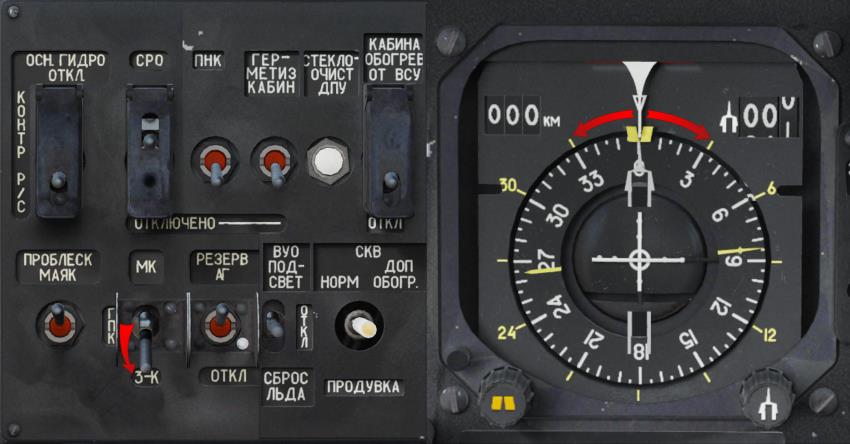 ОСН. ГИДРО
ОТКЛ.
СРО
ПНК
ГЕР-
МЕТИЗ
КАБИН
СТЕКЛО-
ОЧИСТ
ДПУ
КАБИНА
ОБОГРЕВ
ОТ ВСУ
КОНТР Р/С
ОТКЛЮЧЕНО
ОТКЛ
ПРОБЛЕСК
МАЯК
МК
РЕЗЕРВ
АГ
ВУО
ПОД-
СВЕТ
СКВ
ДОП
НОРМ ОБОГР.
ГПК
ОТКЛ
З-К
ОТКЛ
СБРОС
ЛЬДА
ПРОДУВКА
000 КМ
00
33 3
30 6
30 6
27 9
24 12
24 12
21 15
18